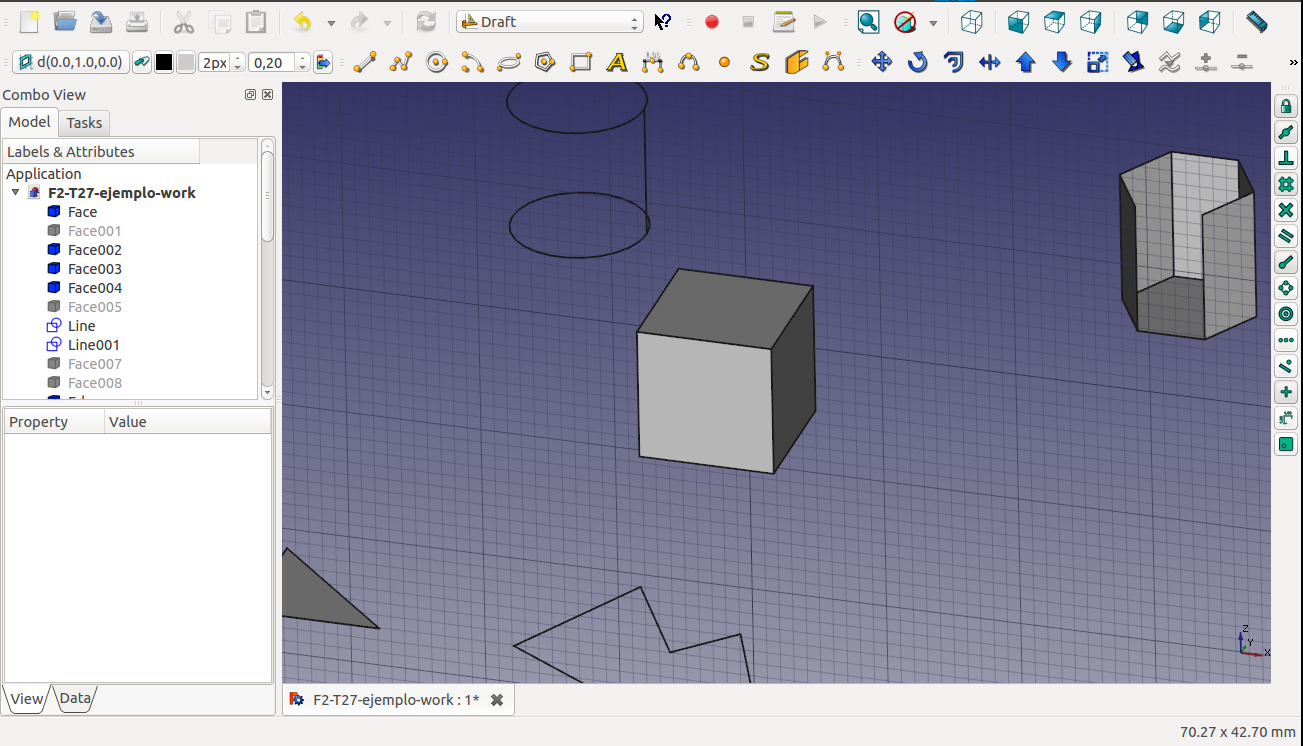 Draft
d(0.0,1.0,0.0)
2px
0,20
A
S
»
Combo View
Model
Tasks
Labels & Attributes
Application
F2-T27-ejemplo-work
Face
Face001
Face002
Face003
Face004
Face005
Line
Line001
Face007
Face008
Property
Value
View
Data
Z
Y
X
F2-T27-ejemplo-work : 1*
70.27 x 42.70 mm